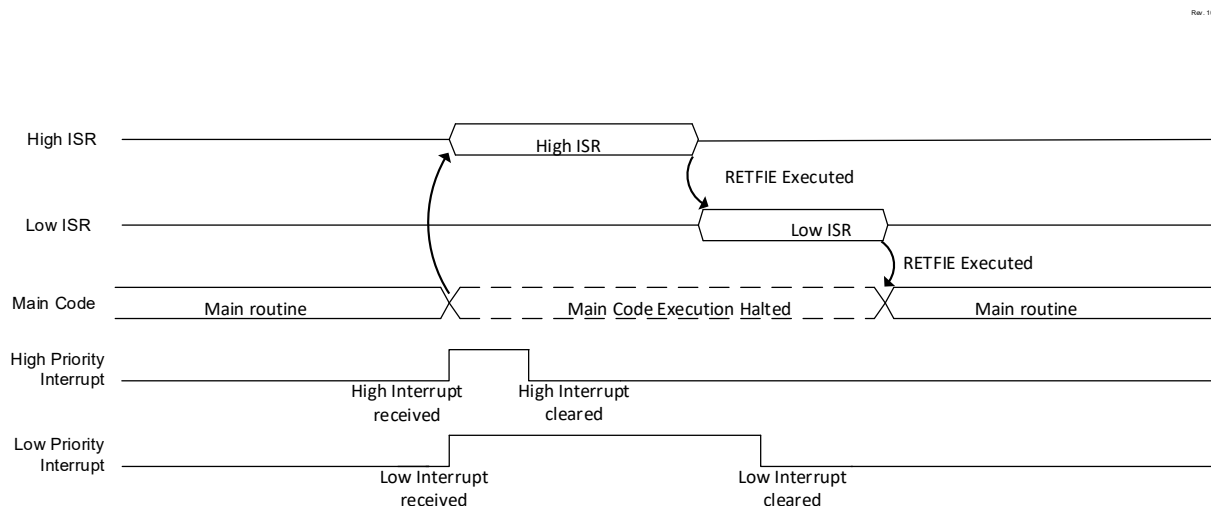 Rev. 10
High ISR
High ISR
RETFIE Executed
Low ISR
Low ISR
RETFIE Executed
Main Code
Main routine
Main Code Execution Halted
Main routine
High Priority
Interrupt
High Interrupt
received
High Interrupt
cleared
Low Priority
Interrupt
Low Interrupt
received
Low Interrupt
cleared